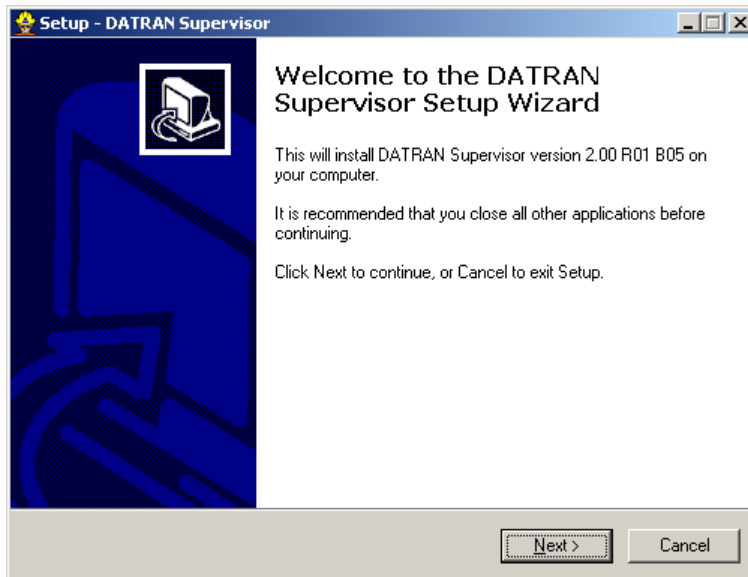 Setup - DATRAN Supervisor
Welcome to the DATRAN
Supervisor Setup Wizard
This will install DATRAN Supervisor version 2.00 R01 B05 on
your computer.
It is recommended that you close all other applications before
continuing.
Click Next to continue, or Cancel to exit Setup.
Next >
Cancel